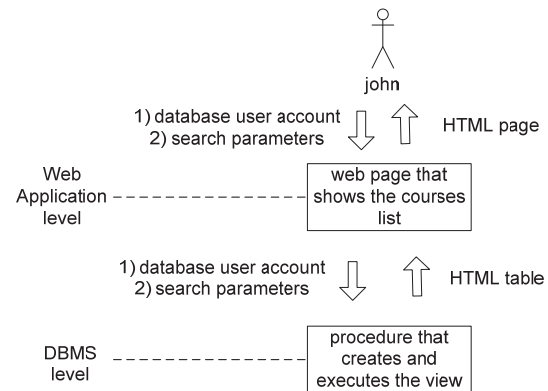 john
1) database user account
2) search parameters
HTML page
Web
Application
level
web page that
shows the courses
list
1) database user account
2) search parameters
HTML table
DBMS
level
procedure that
creates and
executes the view